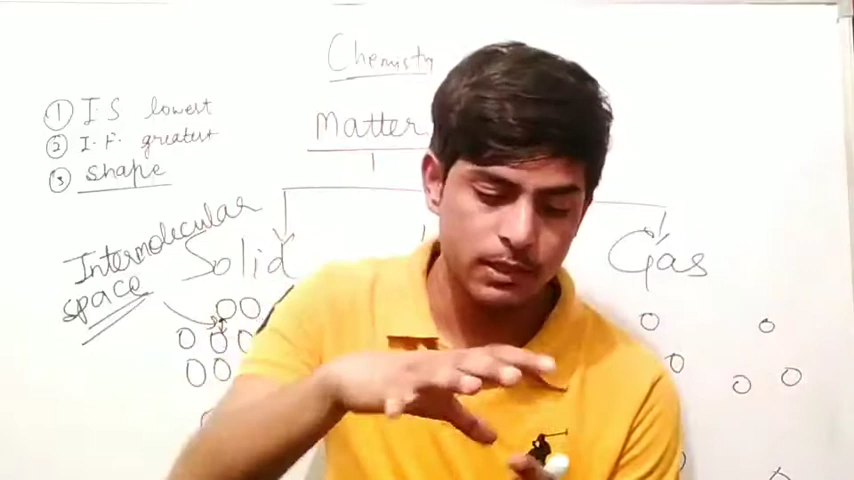 Chemistry
① I.S lowest
② I.F. greatest
③ shape
Matter
Intermolecular
space
Solid
Gas